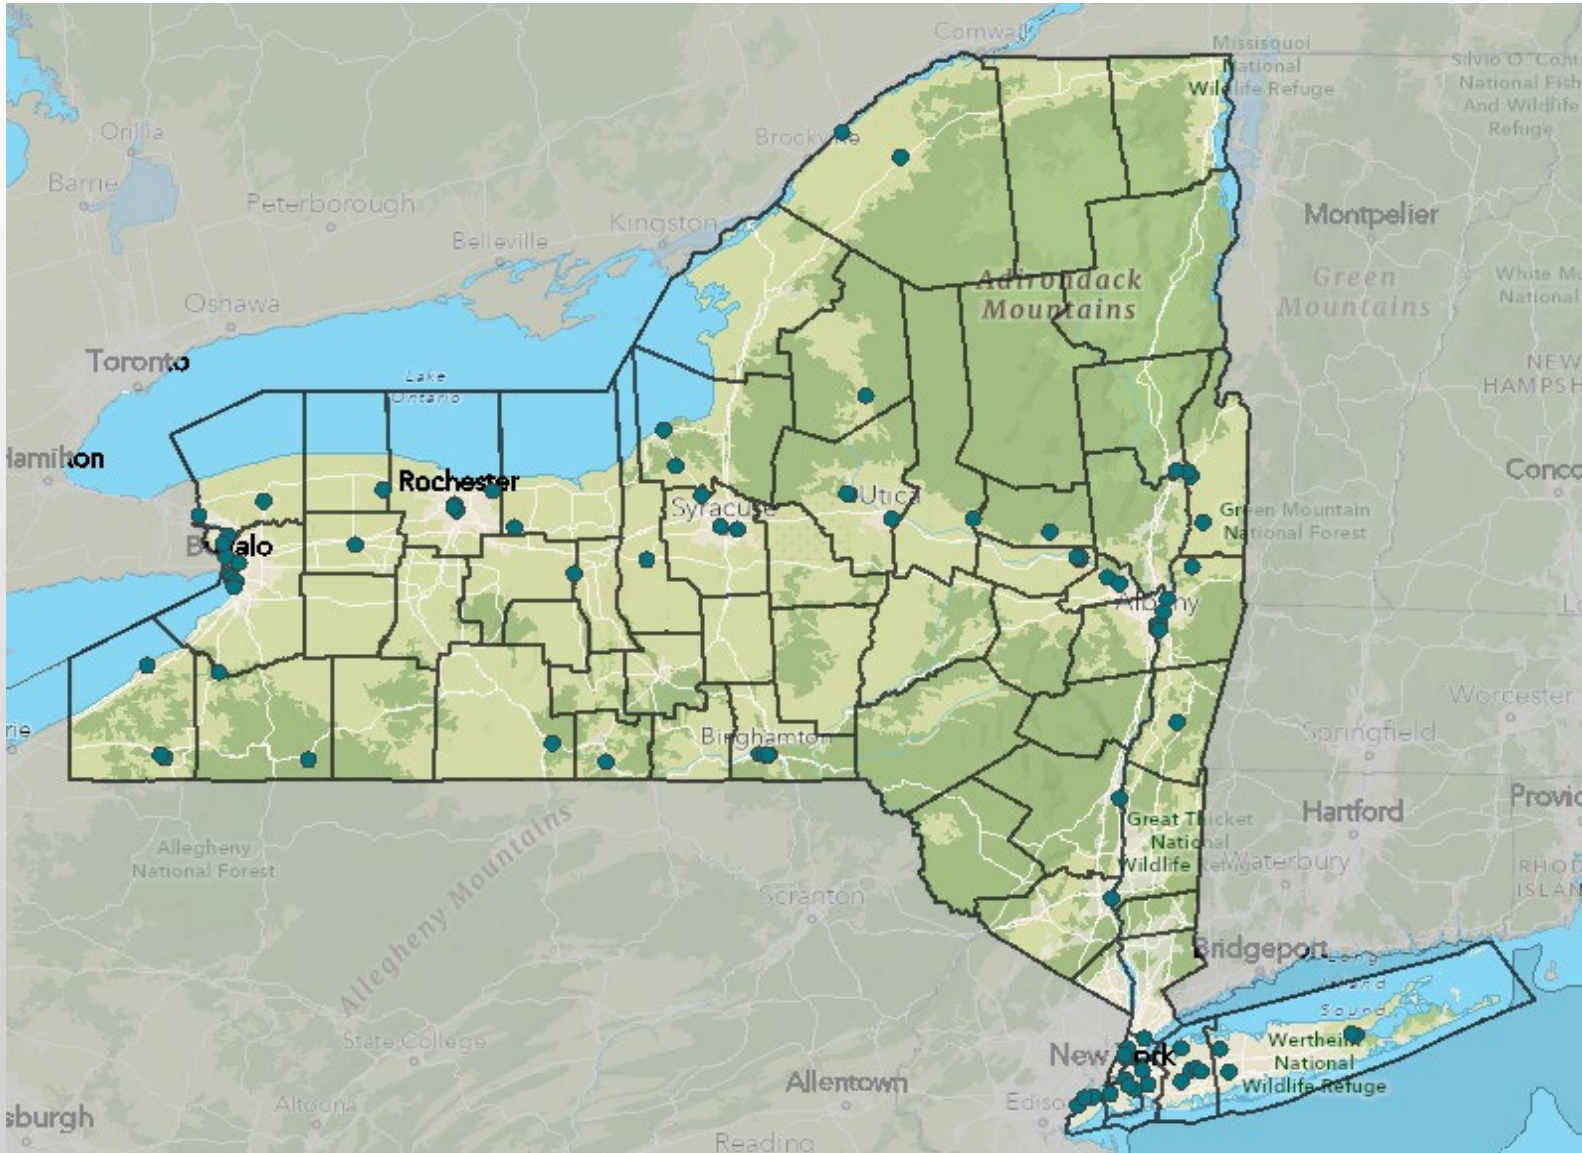 Cornwall
Missisquoi
National
Wildlife Refuge
Silvio O. Cont
National Fish
And Wildlife
Refuge
Orillia
Brockville
Barrie
Peterborough
Kingston
Belleville
Montpelier
Adirondack
Mountains
Green
Mountains
White Mo
National
Oshawa
Toronto
Lake
Ontario
NEW
HAMPSH
Hamilton
Rochester
Syracuse
Utica
Conco
Green Mountain
National Forest
Buffalo
Albany
Lo
Worcester
rie
Binghamton
Springfield
Hartford
Provid
Allegheny
National Forest
Great Thicket
National
Wildlife Refuge
Waterbury
RHOD
ISLAN
Allegheny Mountains
Scranton
Bridgeport
Long
Island
Sound
State College
New York
Wertheim
National
Wildlife Refuge
Allentown
sburgh
Altoona
Edison
Reading